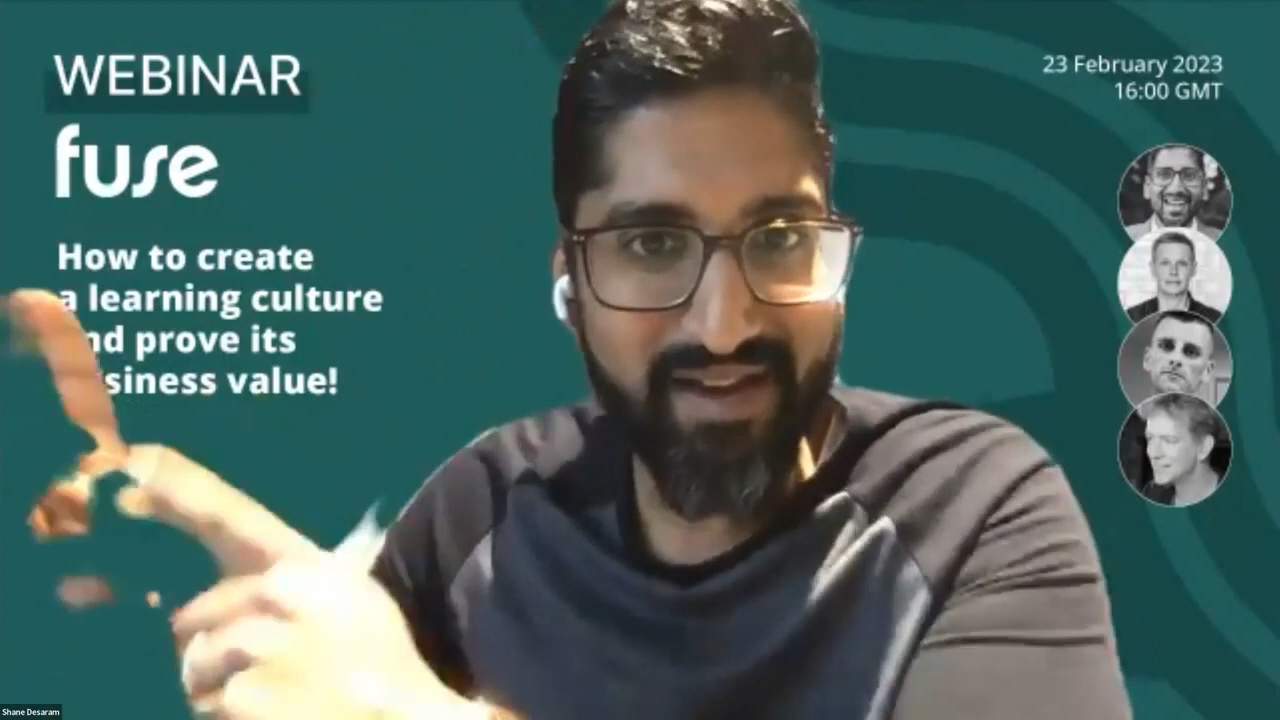 WEBINAR
fuse
How to create
a learning culture
nd prove its
siness value!
23 February 2023
16:00 GMT
Shane Desaram